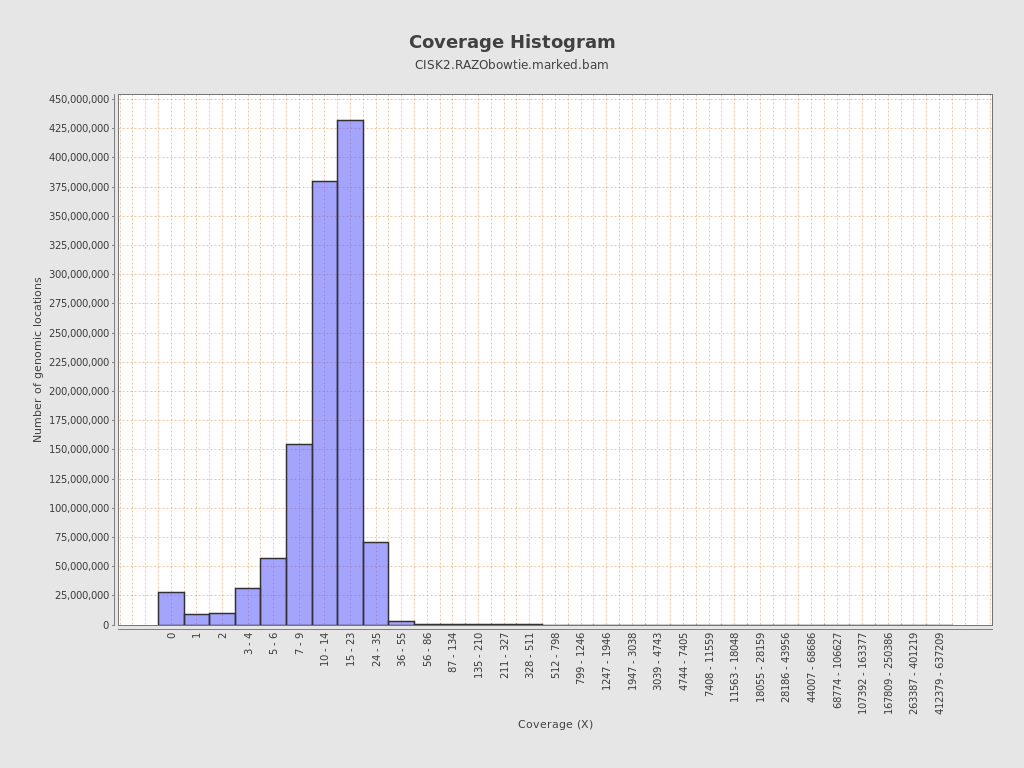 Coverage Histogram
CISK2.RAZObowtie.marked.bam
Number of genomic locations
450,000,000
425,000,000
400,000,000
375,000,000
350,000,000
325,000,000
300,000,000
275,000,000
250,000,000
225,000,000
200,000,000
175,000,000
150,000,000
125,000,000
100,000,000
75,000,000
50,000,000
25,000,000
0
0
1
2
3 - 4
5 - 6
7 - 9
10 - 14
15 - 23
24 - 35
36 - 55
56 - 86
87 - 134
135 - 210
211 - 327
328 - 511
512 - 798
799 - 1246
1247 - 1946
1947 - 3038
3039 - 4743
4744 - 7405
7408 - 11559
11563 - 18048
18055 - 28159
28186 - 43956
44007 - 68686
68774 - 106627
107392 - 163377
167809 - 250386
263387 - 401219
412379 - 637209
Coverage (X)